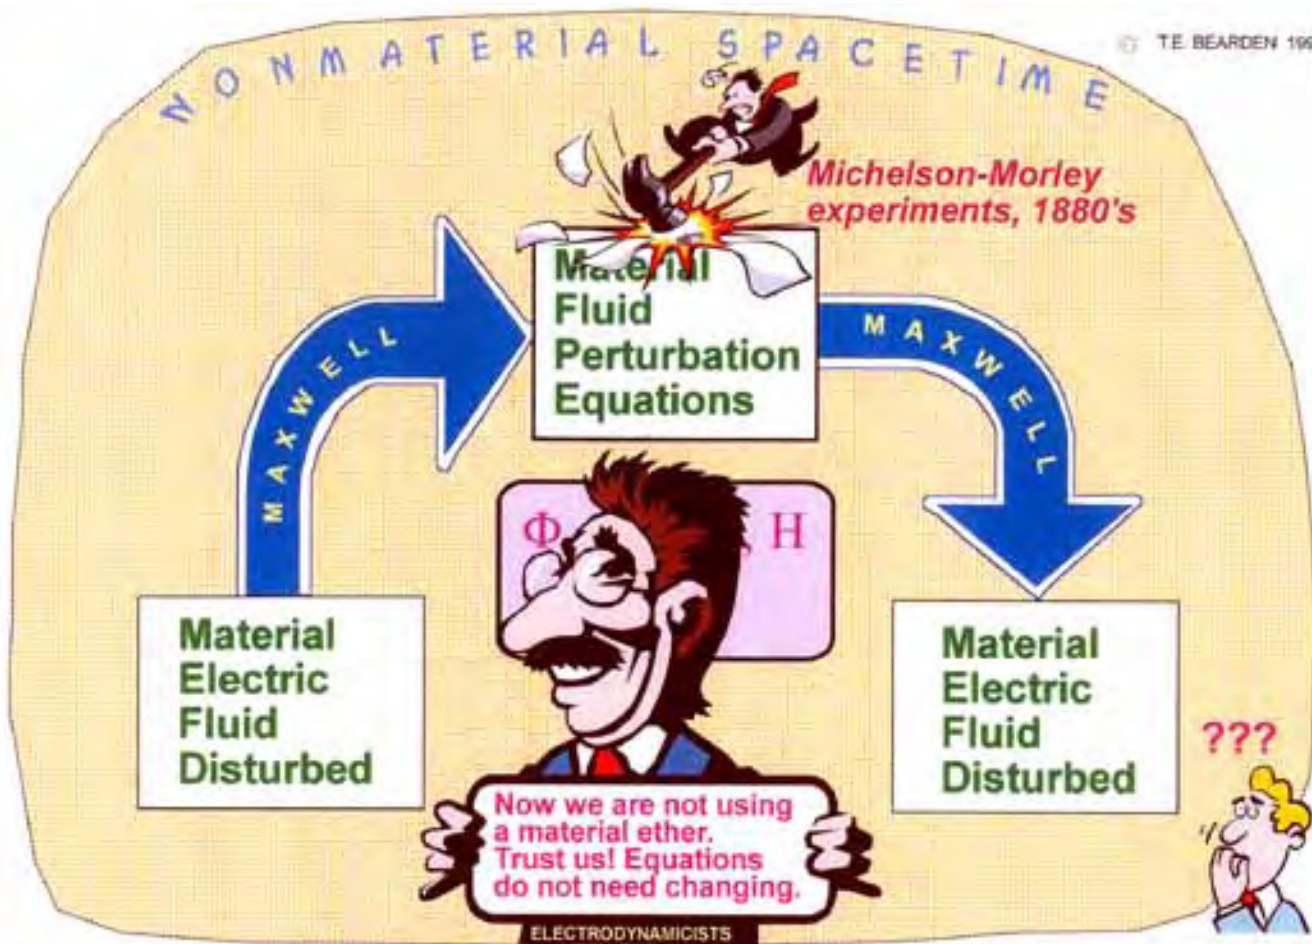 NONMATERIAL SPACETIME
© T.E. BEARDEN 199
Michelson-Morley
experiments, 1880's
Material
Fluid
Perturbation
Equations
MAXWELL
MAXWELL
Φ H
Material
Electric
Fluid
Disturbed
Material
Electric
Fluid
Disturbed
???
Now we are not using
a material ether.
Trust us! Equations
do not need changing.
ELECTRODYNAMICISTS